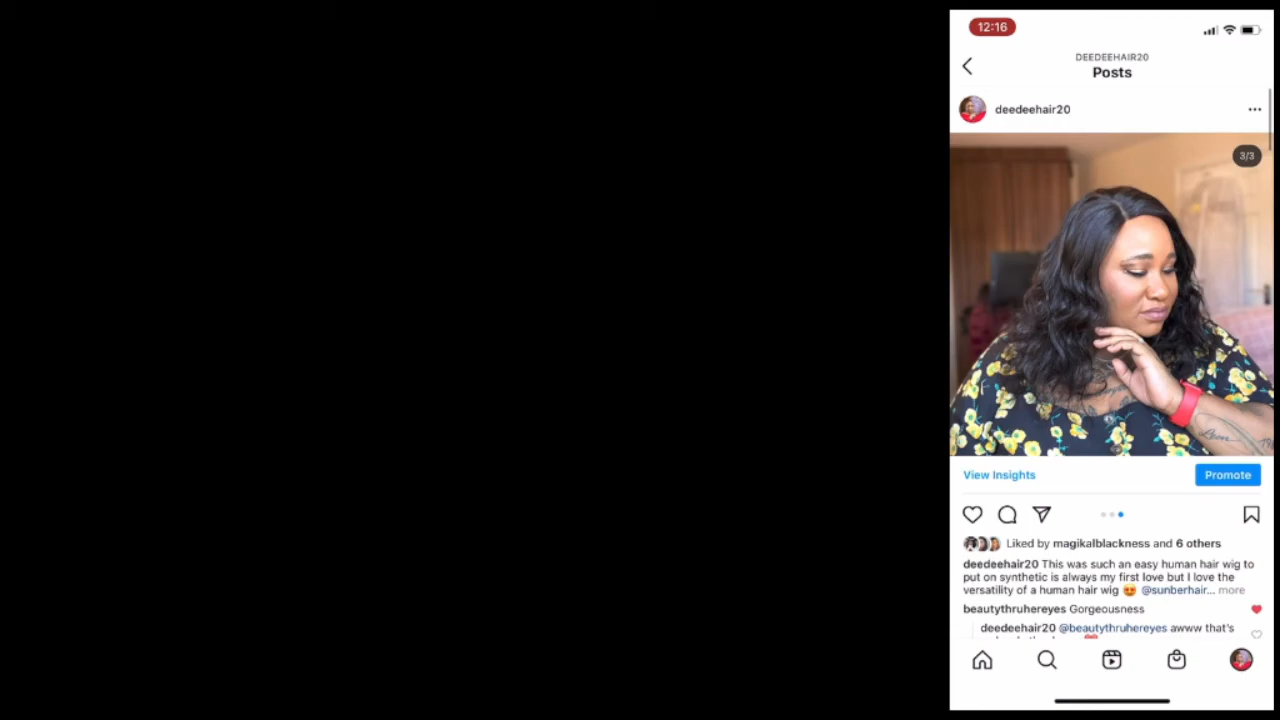 12:16
DEEDEEHAIR20
Posts
deedeehair20
3/3
View Insights
Promote
Liked by magikalblackness and 6 others
deedeehair20 This was such an easy human hair wig to
put on synthetic is always my first love but I love the
versatility of a human hair wig 😍 @sunberhair... more
beautythruhereyes Gorgeousness
deedeehair20 @beautythruhereyes awww that's